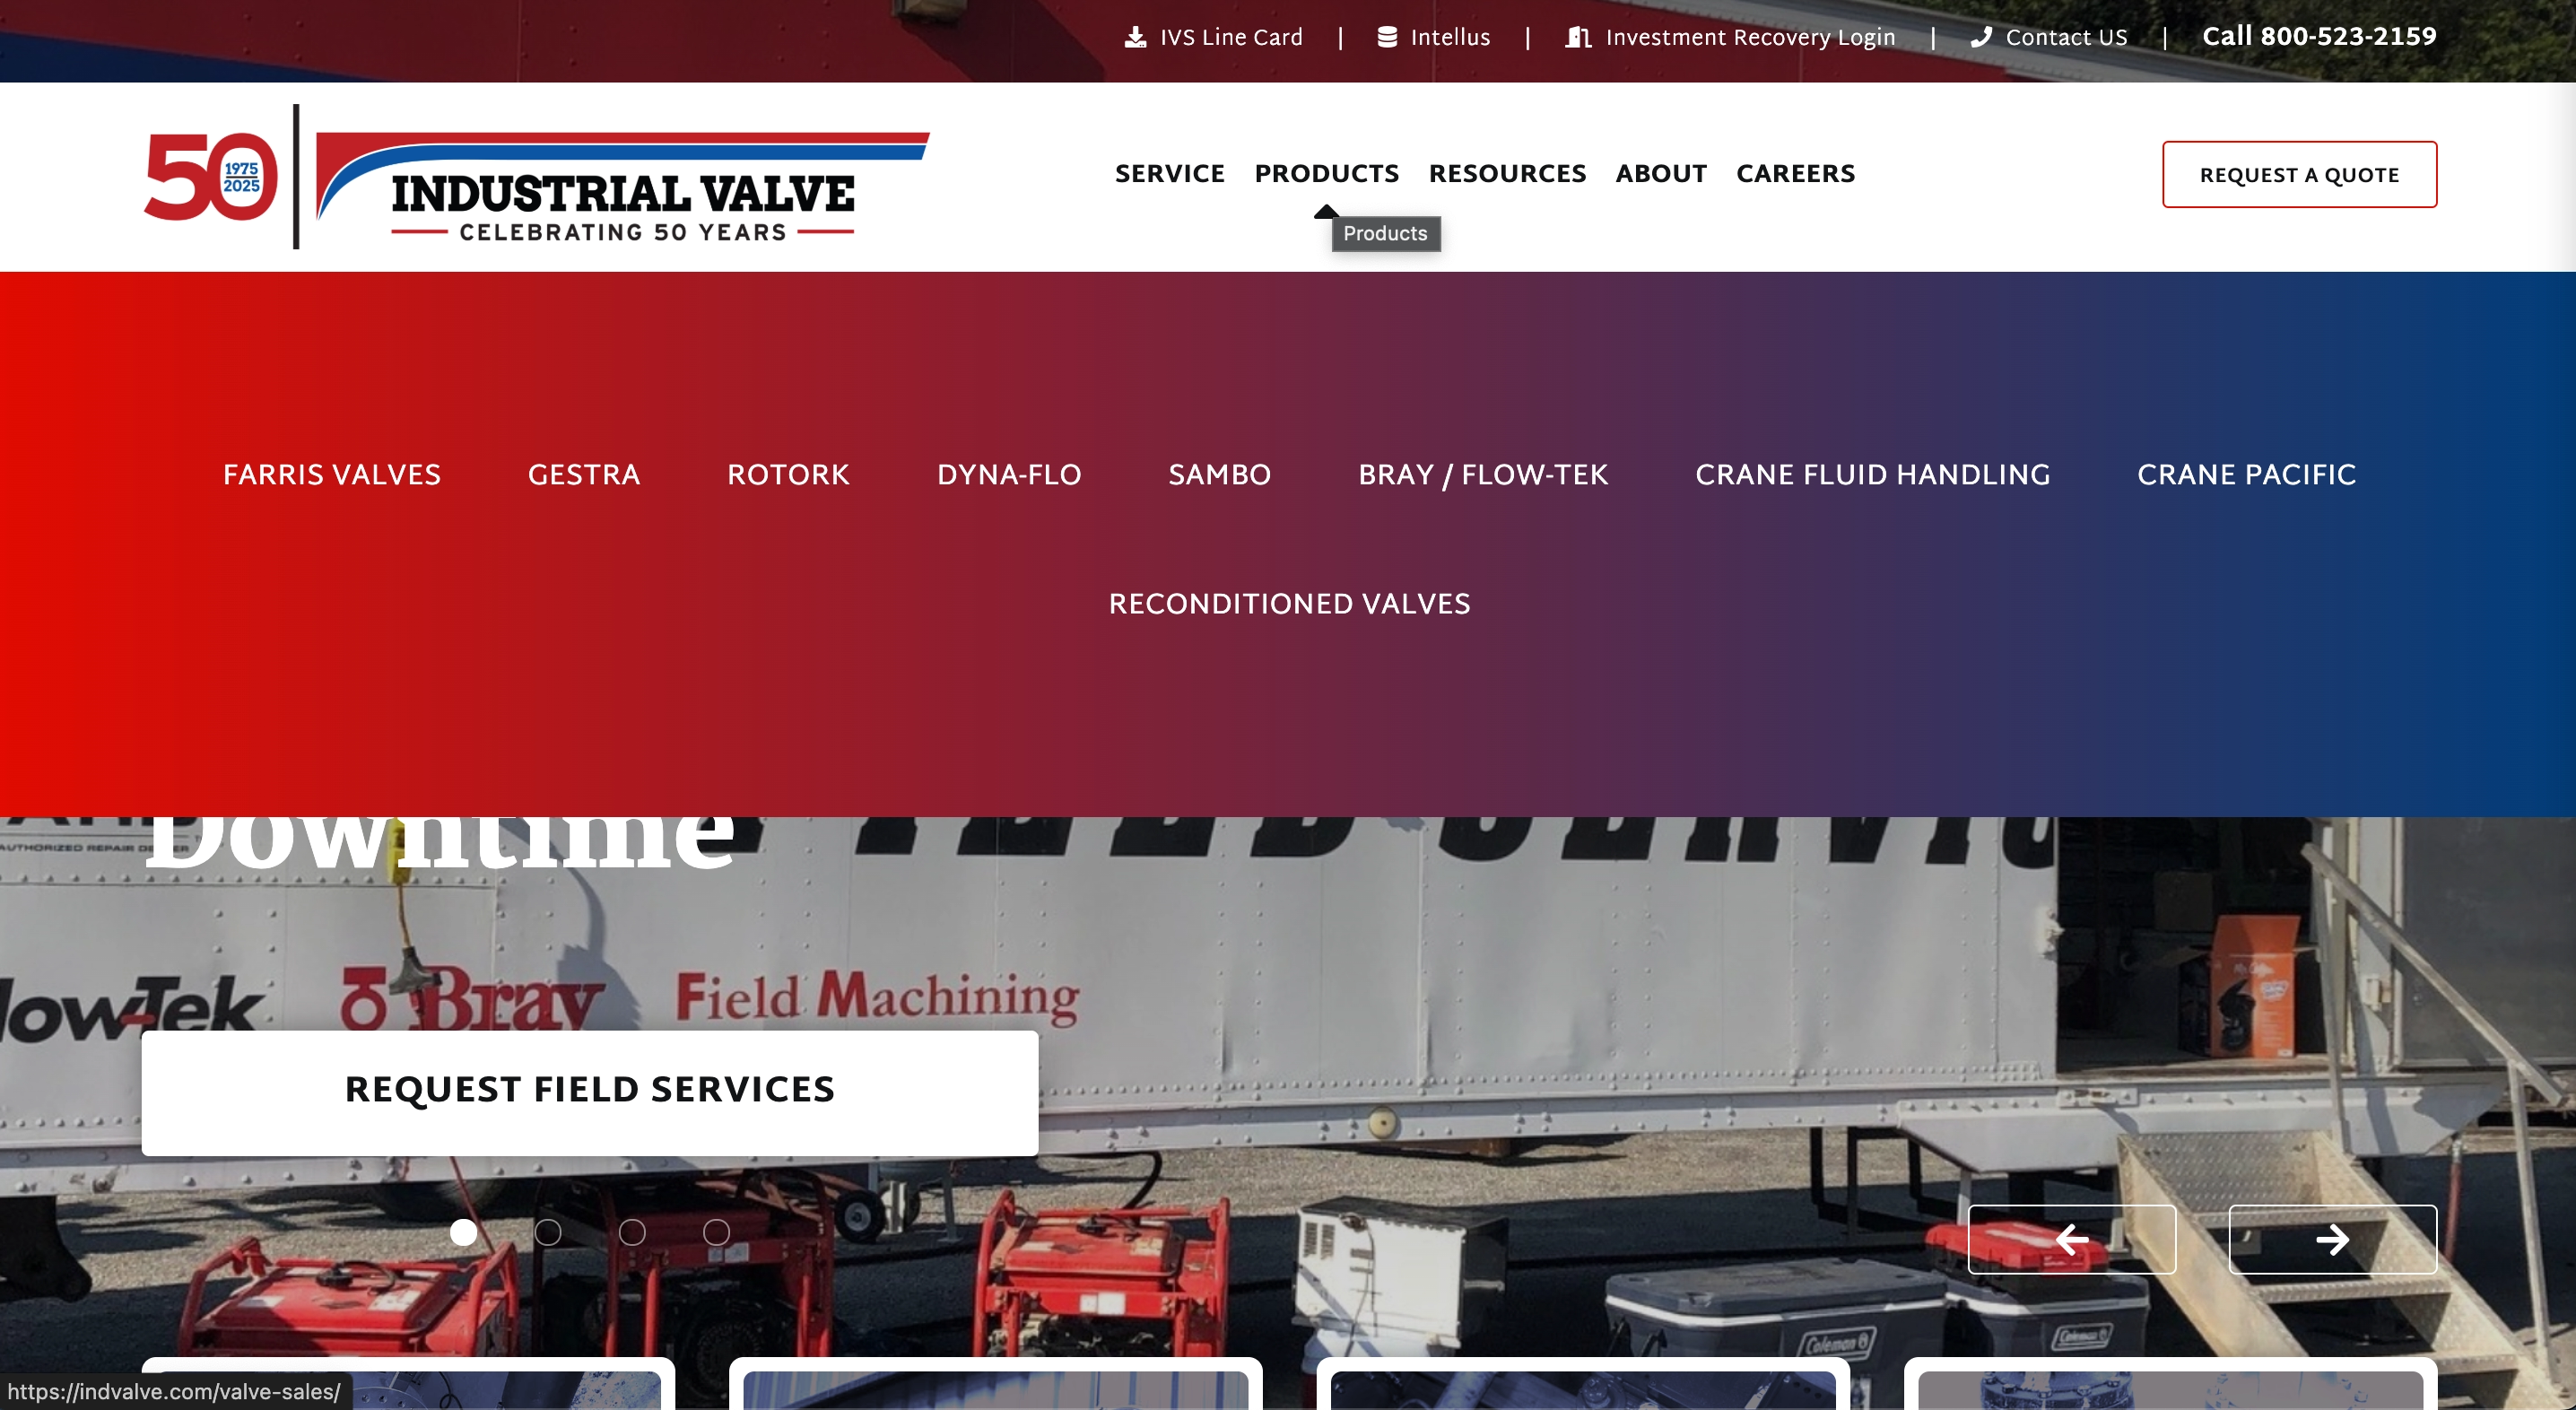 IVS Line Card | Intellus | Investment Recovery Login | Contact US | Call 800-523-2159
50 1975 2025
INDUSTRIAL VALVE
CELEBRATING 50 YEARS
SERVICE PRODUCTS RESOURCES ABOUT CAREERS
REQUEST A QUOTE
Products
FARRIS VALVES GESTRA ROTORK DYNA-FLO SAMBO BRAY / FLOW-TEK CRANE FLUID HANDLING CRANE PACIFIC
RECONDITIONED VALVES
Downtime
AUTHORIZED REPAIR DEALER
lowTek Bray Field Machining
REQUEST FIELD SERVICES
Coleman Coleman
https://indvalve.com/valve-sales/